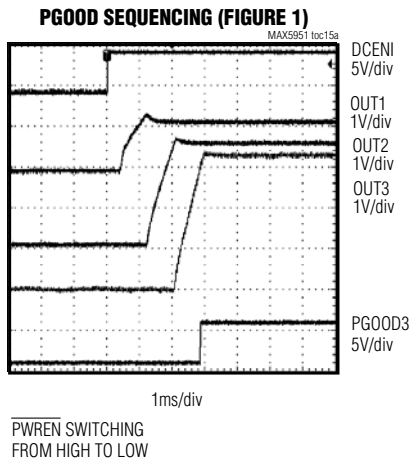 PGOOD SEQUENCING (FIGURE 1)
MAX5951 toc15a
DCENI
5V/div
OUT1
1V/div
OUT2
1V/div
OUT3
1V/div
PGOOD3
5V/div
1ms/div
PWREN SWITCHING
FROM HIGH TO LOW